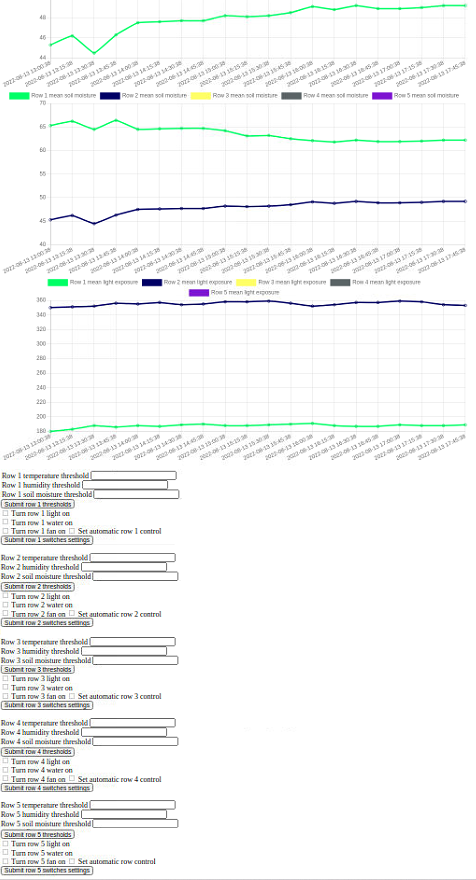 48
46
44
2022-08-13 13:00:38 2022-08-13 13:15:38 2022-08-13 13:30:38 2022-08-13 13:45:38 2022-08-13 14:00:38 2022-08-13 14:15:38 2022-08-13 14:30:38 2022-08-13 14:45:38 2022-08-13 15:00:38 2022-08-13 15:15:38 2022-08-13 15:30:38 2022-08-13 15:45:38 2022-08-13 16:00:38 2022-08-13 16:15:38 2022-08-13 16:30:38 2022-08-13 16:45:38 2022-08-13 17:00:38 2022-08-13 17:15:38 2022-08-13 17:30:38 2022-08-13 17:45:38
Row 1 mean soil moisture Row 2 mean soil moisture Row 3 mean soil moisture Row 4 mean soil moisture Row 5 mean soil moisture
70
65
60
55
50
45
40
2022-08-13 13:00:38 2022-08-13 13:15:38 2022-08-13 13:30:38 2022-08-13 13:45:38 2022-08-13 14:00:38 2022-08-13 14:15:38 2022-08-13 14:30:38 2022-08-13 14:45:38 2022-08-13 15:00:38 2022-08-13 15:15:38 2022-08-13 15:30:38 2022-08-13 15:45:38 2022-08-13 16:00:38 2022-08-13 16:15:38 2022-08-13 16:30:38 2022-08-13 16:45:38 2022-08-13 17:00:38 2022-08-13 17:15:38 2022-08-13 17:30:38 2022-08-13 17:45:38
Row 1 mean light exposure Row 2 mean light exposure Row 3 mean light exposure Row 4 mean light exposure
Row 5 mean light exposure
360
340
320
300
280
260
240
220
200
180
2022-08-13 13:00:38 2022-08-13 13:15:38 2022-08-13 13:30:38 2022-08-13 13:45:38 2022-08-13 14:00:38 2022-08-13 14:15:38 2022-08-13 14:30:38 2022-08-13 14:45:38 2022-08-13 15:00:38 2022-08-13 15:15:38 2022-08-13 15:30:38 2022-08-13 15:45:38 2022-08-13 16:00:38 2022-08-13 16:15:38 2022-08-13 16:30:38 2022-08-13 16:45:38 2022-08-13 17:00:38 2022-08-13 17:15:38 2022-08-13 17:30:38 2022-08-13 17:45:38
Row 1 temperature threshold
Row 1 humidity threshold
Row 1 soil moisture threshold
Submit row 1 thresholds
Turn row 1 light on
Turn row 1 water on
Turn row 1 fan on Set automatic row 1 control
Submit row 1 switches settings
Row 2 temperature threshold
Row 2 humidity threshold
Row 2 soil moisture threshold
Submit row 2 thresholds
Turn row 2 light on
Turn row 2 water on
Turn row 2 fan on Set automatic row 2 control
Submit row 2 switches settings
Row 3 temperature threshold
Row 3 humidity threshold
Row 3 soil moisture threshold
Submit row 3 thresholds
Turn row 3 light on
Turn row 3 water on
Turn row 3 fan on Set automatic row 3 control
Submit row 3 switches settings
Row 4 temperature threshold
Row 4 humidity threshold
Row 4 soil moisture threshold
Submit row 4 thresholds
Turn row 4 light on
Turn row 4 water on
Turn row 4 fan on Set automatic row 4 control
Submit row 4 switches settings
Row 5 temperature threshold
Row 5 humidity threshold
Row 5 soil moisture threshold
Submit row 5 thresholds
Turn row 5 light on
Turn row 5 water on
Turn row 5 fan on Set automatic row control
Submit row 5 switches settings